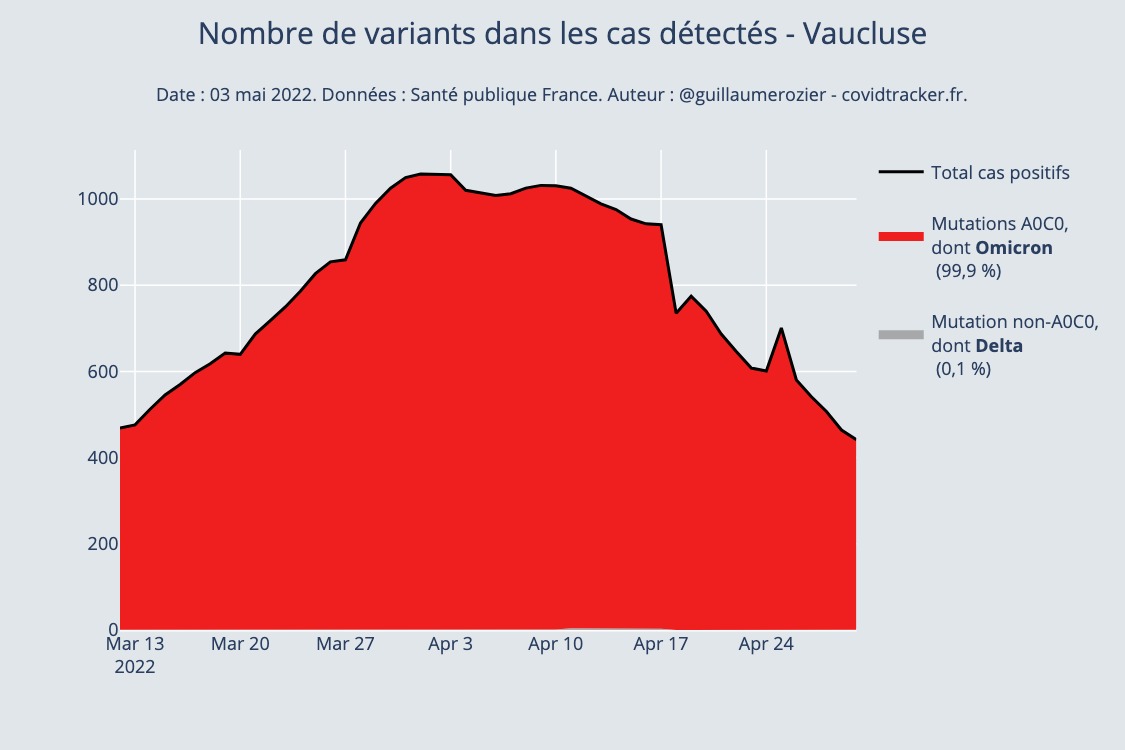 Nombre de variants dans les cas détectés - Vaucluse
Date : 03 mai 2022. Données : Santé publique France. Auteur : @guillaumerozier - covidtracker.fr.
1000
800
600
400
200
0
Mar 13
2022
Mar 20
Mar 27
Apr 3
Apr 10
Apr 17
Apr 24
Total cas positifs
Mutations A0C0,
dont Omicron
(99,9 %)
Mutation non-A0C0,
dont Delta
(0,1 %)